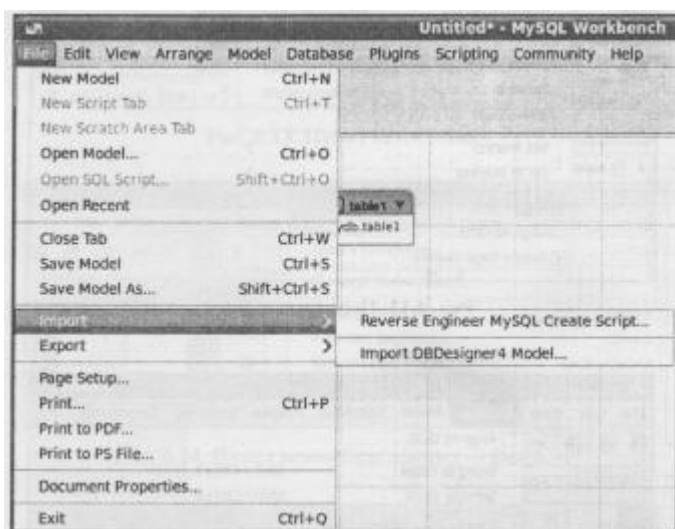 Untitled* - MySQL Workbench
File Edit View Arrange Model Database Plugins Scripting Community Help
New Model Ctrl+N
New Script Tab Ctrl+T
New Scratch Area Tab
Open Model... Ctrl+O
Open SQL Script... Shift+Ctrl+O
Open Recent
table1
ydb.table1
Close Tab Ctrl+W
Save Model Ctrl+S
Save Model As... Shift+Ctrl+S
Import Reverse Engineer MySQL Create Script...
Export Import DBDesigner4 Model...
Page Setup...
Print... Ctrl+P
Print to PDF...
Print to PS File...
Document Properties...
Exit Ctrl+Q